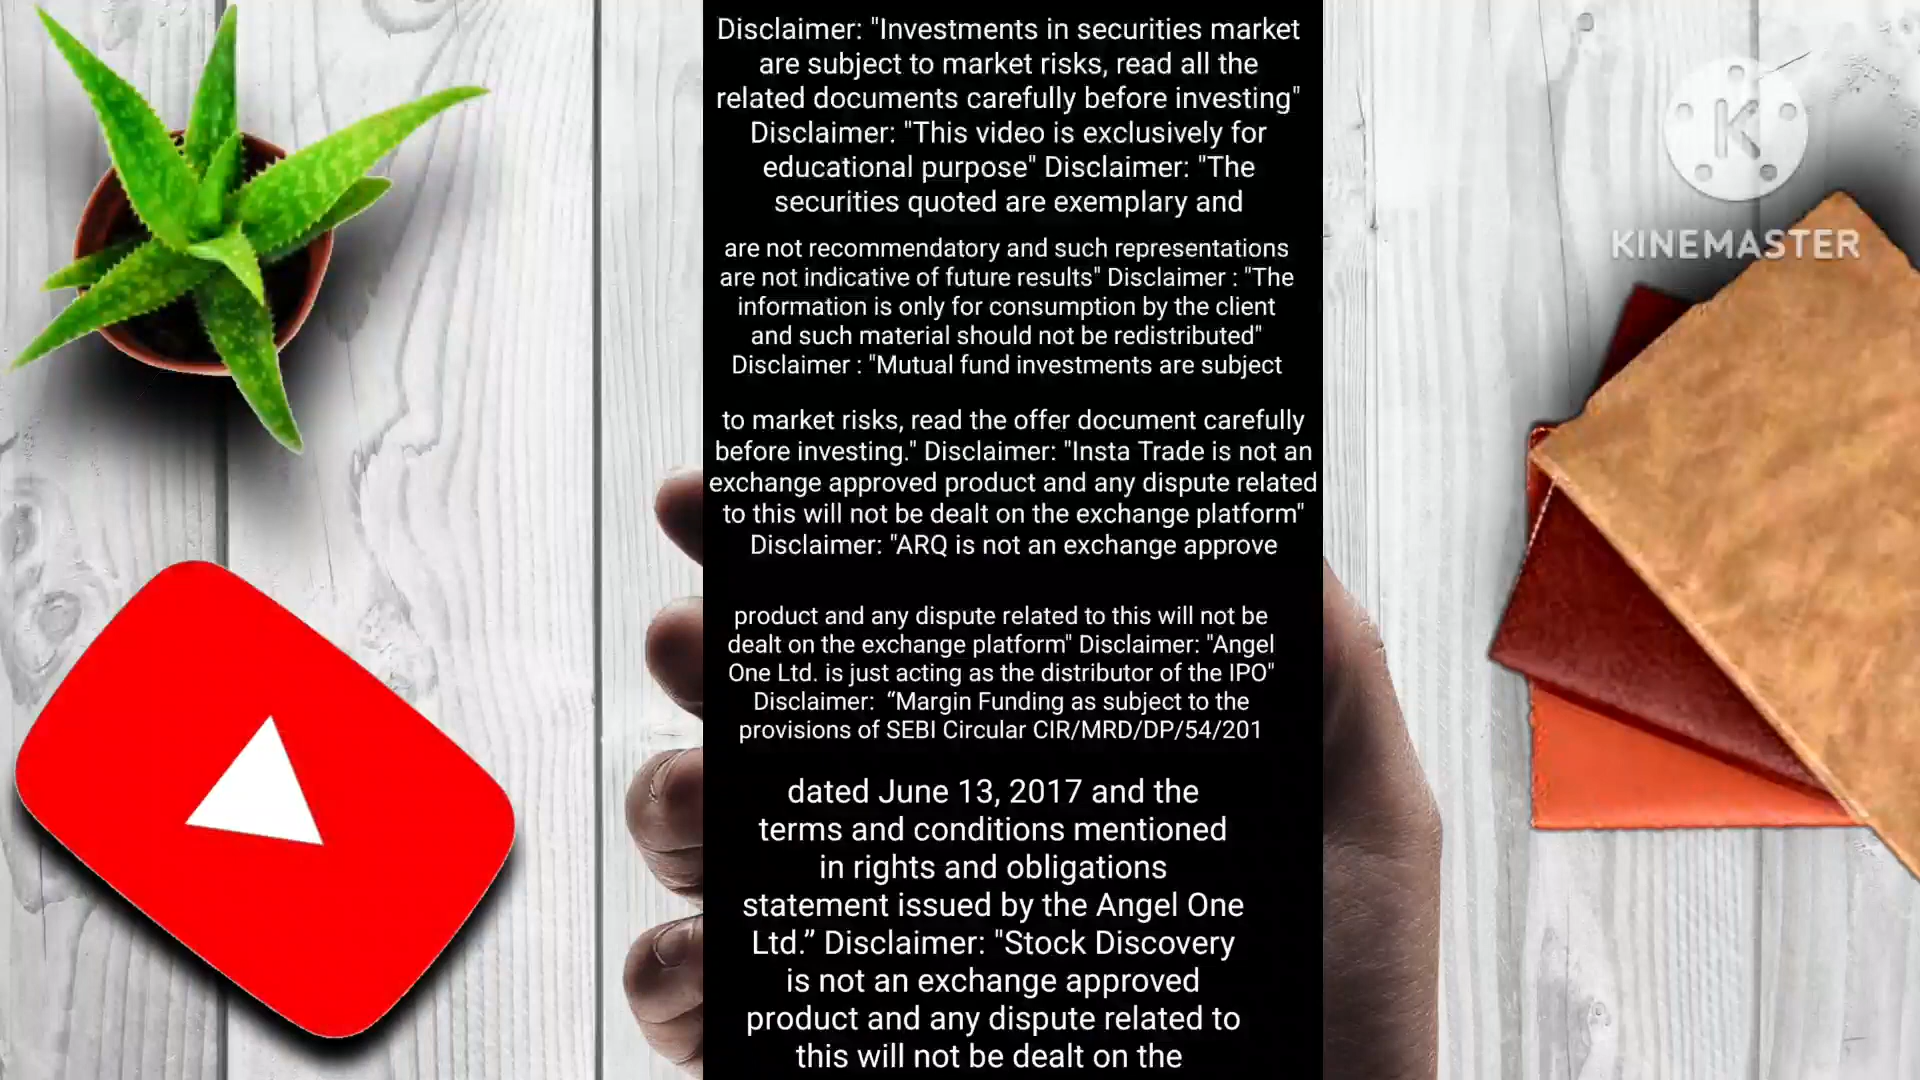 Disclaimer: "Investments in securities market
are subject to market risks, read all the
related documents carefully before investing"
Disclaimer: "This video is exclusively for
educational purpose" Disclaimer: "The
securities quoted are exemplary and
are not recommendatory and such representations
are not indicative of future results" Disclaimer : "The
information is only for consumption by the client
and such material should not be redistributed"
Disclaimer : "Mutual fund investments are subject
to market risks, read the offer document carefully
before investing." Disclaimer: "Insta Trade is not an
exchange approved product and any dispute related
to this will not be dealt on the exchange platform"
Disclaimer: "ARQ is not an exchange approve
product and any dispute related to this will not be
dealt on the exchange platform" Disclaimer: "Angel
One Ltd. is just acting as the distributor of the IPO"
Disclaimer: “Margin Funding as subject to the
provisions of SEBI Circular CIR/MRD/DP/54/201
dated June 13, 2017 and the
terms and conditions mentioned
in rights and obligations
statement issued by the Angel One
Ltd.” Disclaimer: "Stock Discovery
is not an exchange approved
product and any dispute related to
this will not be dealt on the
K
KINEMASTER